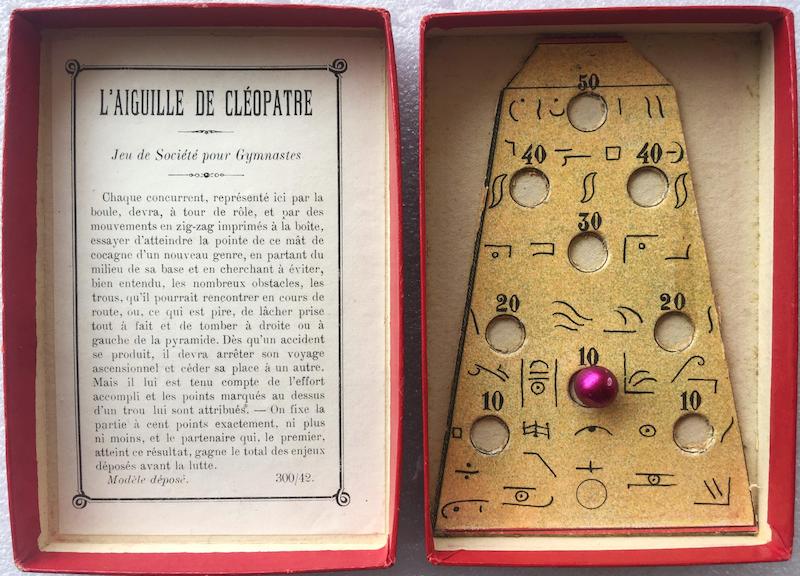 L'AIGUILLE DE CLÉOPATRE
Jeu de Société pour Gymnastes
Chaque concurrent, représenté ici par la
boule, devra, à tour de rôle, et par des
mouvements en zig-zag imprimés à la boîte,
essayer d'atteindre la pointe de ce mât de
cocagne d'un nouveau genre, en partant du
milieu de sa base et en cherchant à éviter,
bien entendu, les nombreux obstacles, les
trous, qu'il pourrait rencontrer en cours de
route, ou, ce qui est pire, de lâcher prise
tout à fait et de tomber à droite ou à
gauche de la pyramide. Dès qu'un accident
se produit, il devra arrêter son voyage
ascensionnel et céder sa place à un autre.
Mais il lui est tenu compte de l'effort
accompli et les points marqués au dessus
d'un trou lui sont attribués. — On fixe la
partie à cent points exactement, ni plus
ni moins, et le partenaire qui, le premier,
atteint ce résultat, gagne le total des enjeux
déposés avant la lutte.
Modèle déposé. 300/42.
50
40 40
30
20 20
10
10 10